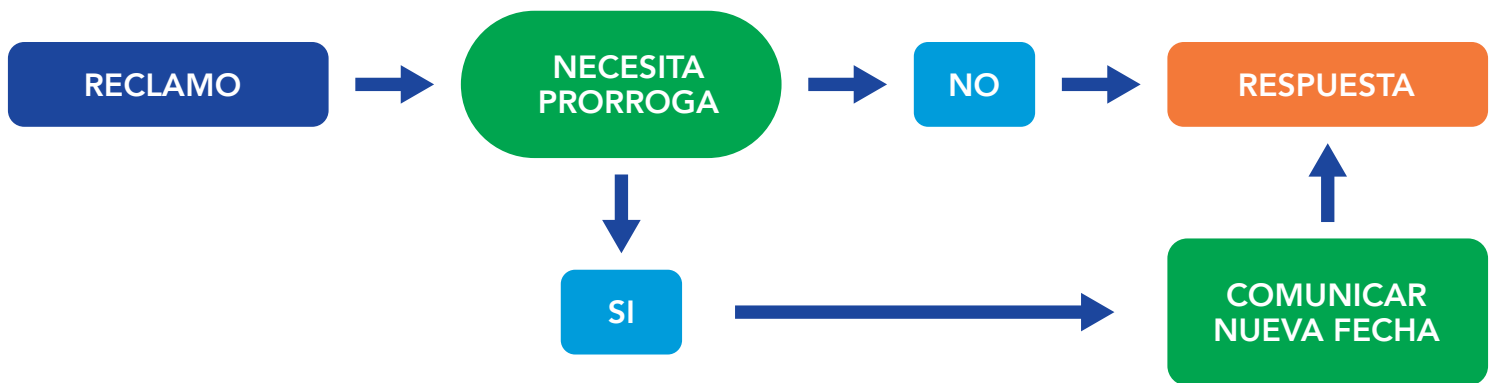 RECLAMO
NECESITA
PRORROGA
NO
RESPUESTA
SI
COMUNICAR
NUEVA FECHA